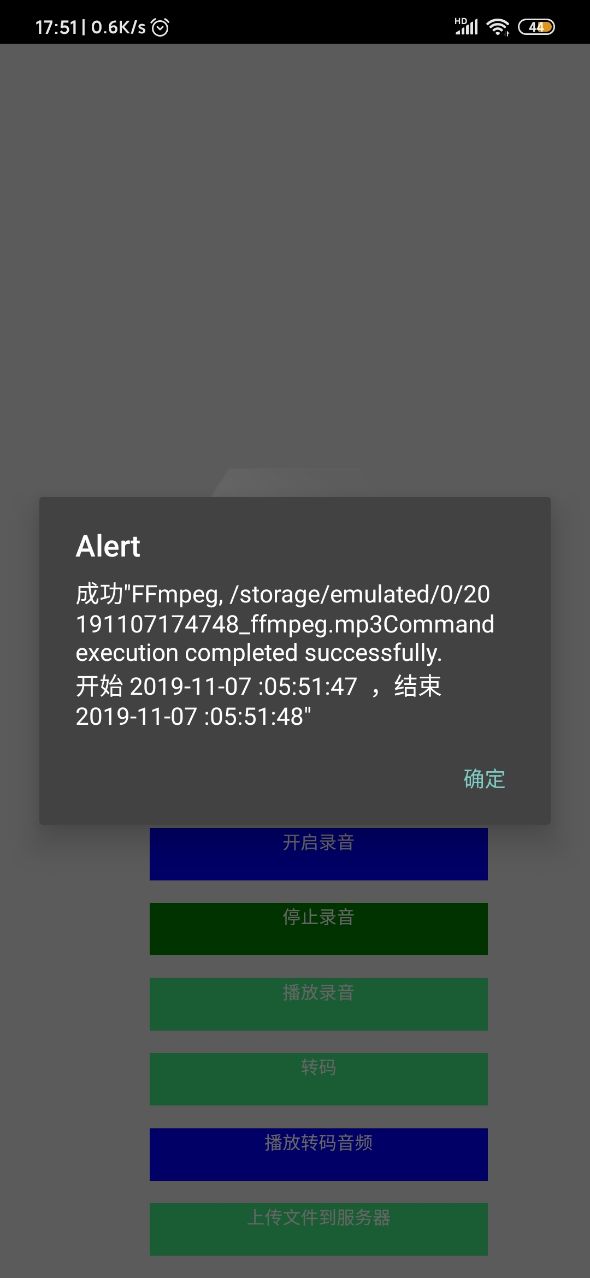 17:51 | 0.6K/s
HD
44
Alert
成功"FFmpeg, /storage/emulated/0/20
191107174748_ffmpeg.mp3Command
execution completed successfully.
开始 2019-11-07 :05:51:47 ，结束
2019-11-07 :05:51:48"
确定
开启录音
停止录音
播放录音
转码
播放转码音频
上传文件到服务器